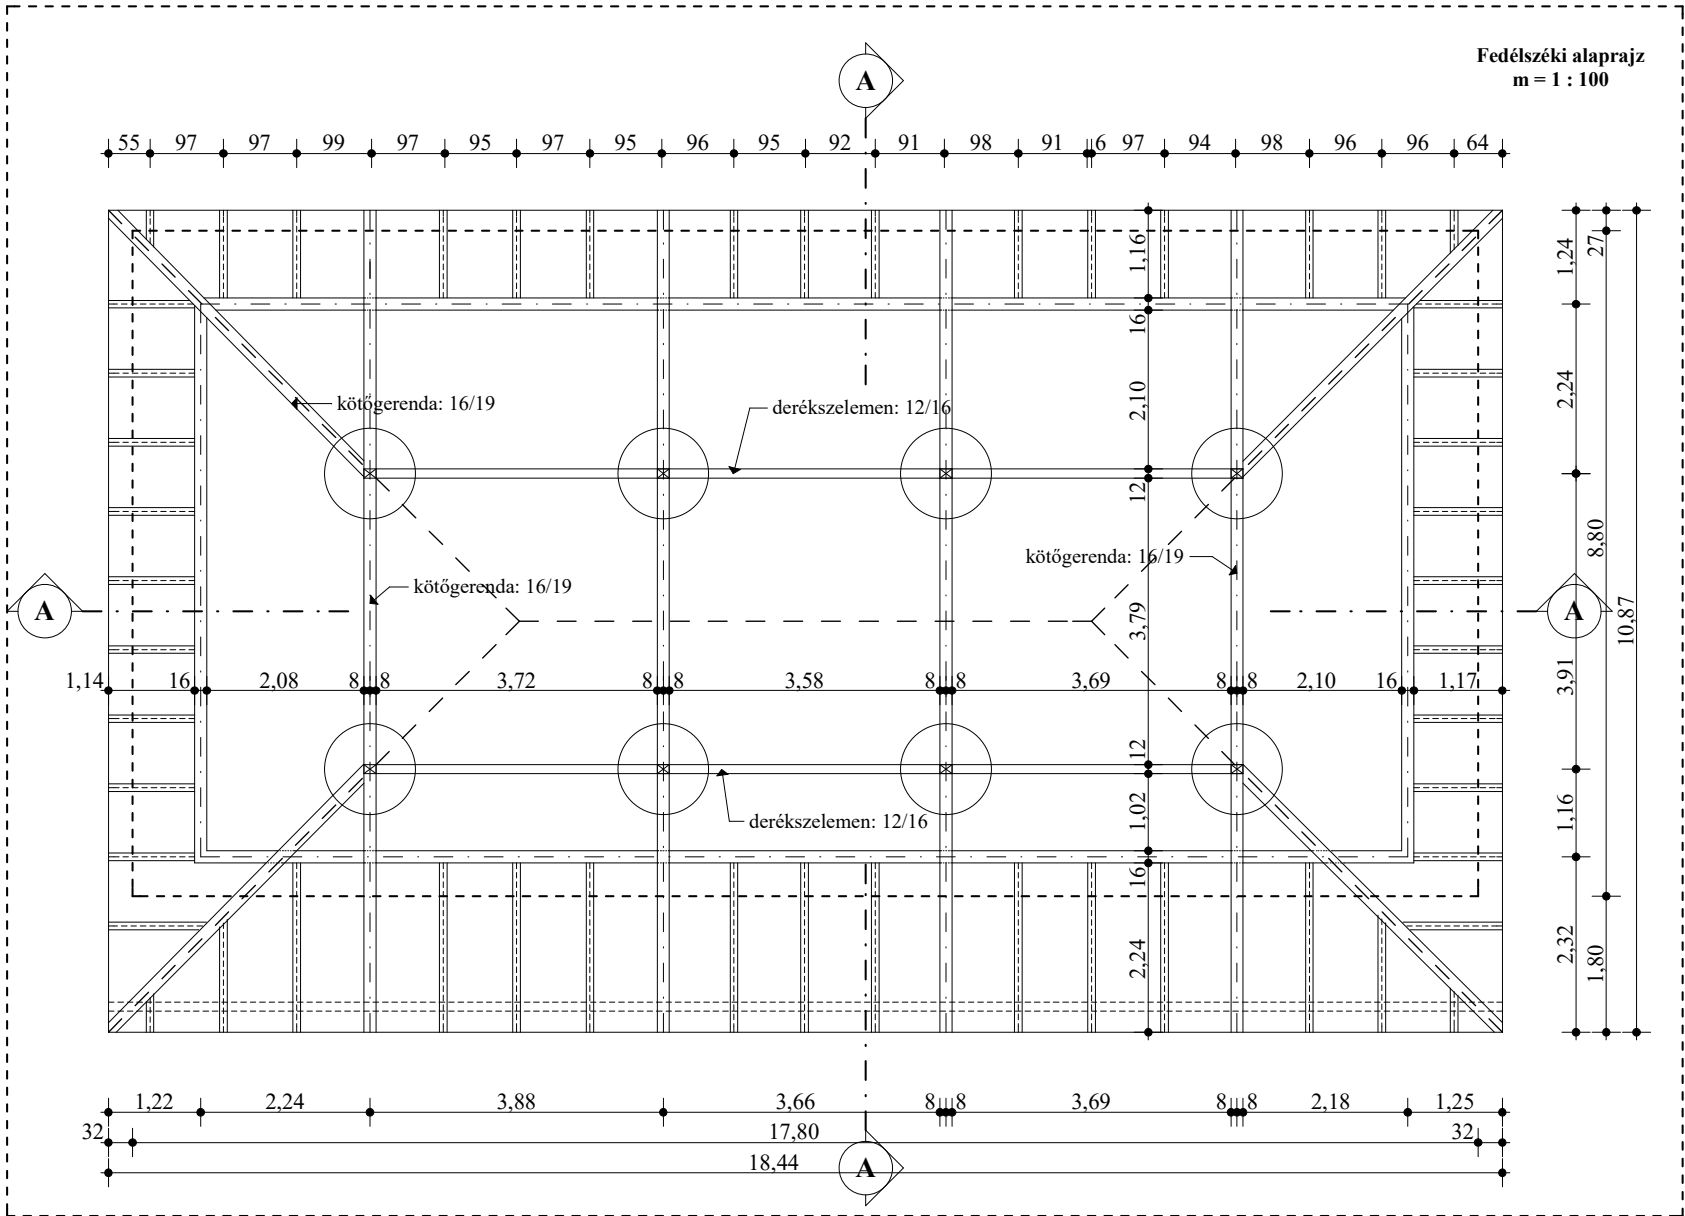 Fedélszéki alaprajz
m = 1 : 100
A
55 97 97 99 97 95 97 95 96 95 92 91 98 91 6 97 94 98 96 96 64
1,16
16
2,10
12
3,79
12
1,02
16
2,24
1,24
2,24
3,91
1,16
2,32
27
8,80
1,80
10,87
kötőgerenda: 16/19
derékszelemen: 12/16
kötőgerenda: 16/19
kötőgerenda: 16/19
A
A
1,14 16 2,08 8 8 3,72 8 8 3,58 8 8 3,69 8 8 2,10 16 1,17
derékszelemen: 12/16
1,22 2,24 3,88 3,66 8 8 3,69 8 8 2,18 1,25
32 17,80 32
18,44
A